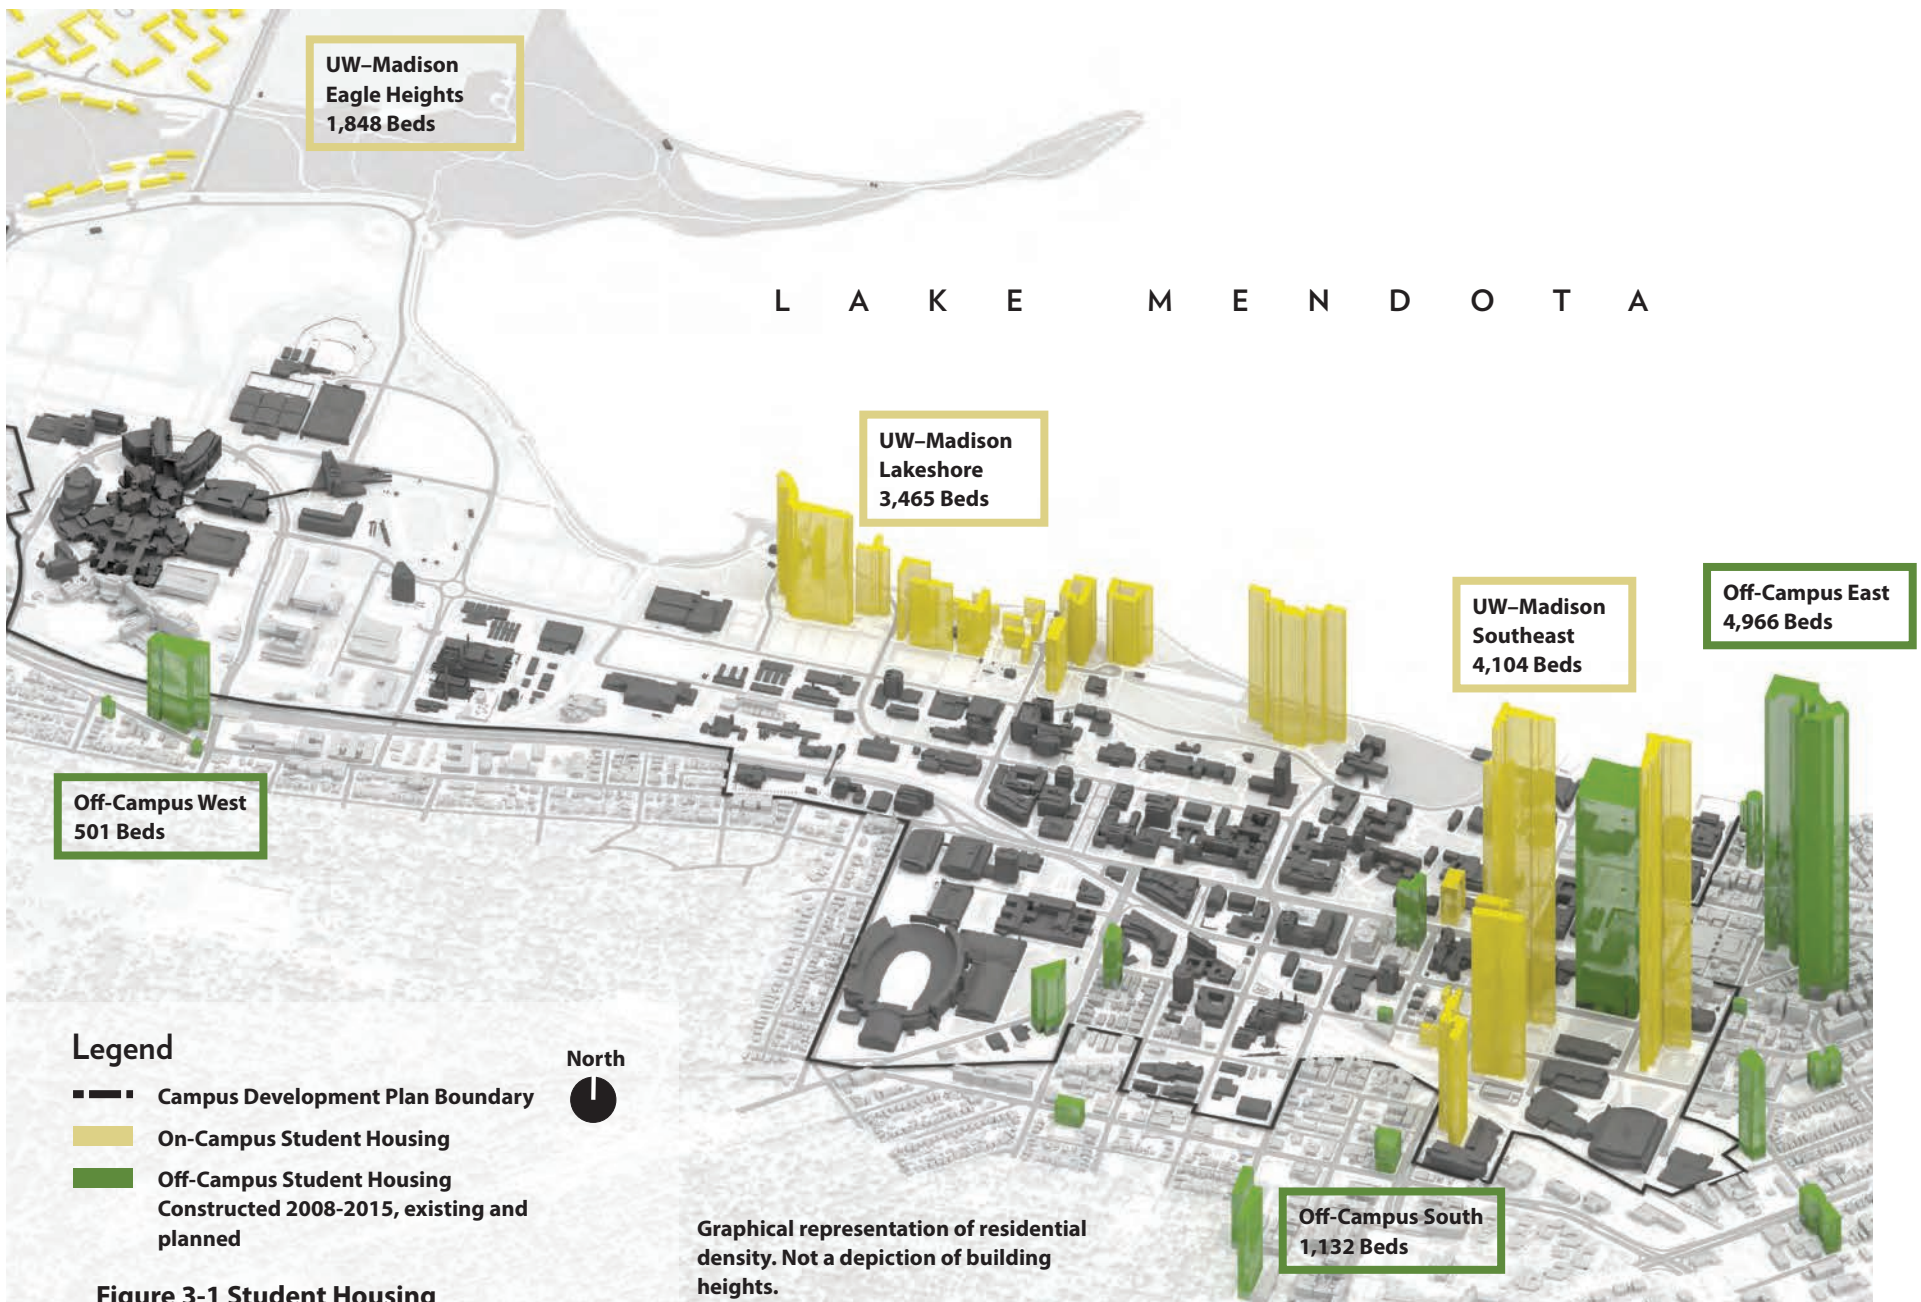 UW–Madison
Eagle Heights
1,848 Beds
LAKE MENDOTA
UW–Madison
Lakeshore
3,465 Beds
UW–Madison
Southeast
4,104 Beds
Off-Campus East
4,966 Beds
Off-Campus West
501 Beds
Legend
North
Campus Development Plan Boundary
On-Campus Student Housing
Off-Campus Student Housing
Constructed 2008-2015, existing and
planned
Off-Campus South
1,132 Beds
Graphical representation of residential
density. Not a depiction of building
heights.
Figure 3-1 Student Housing